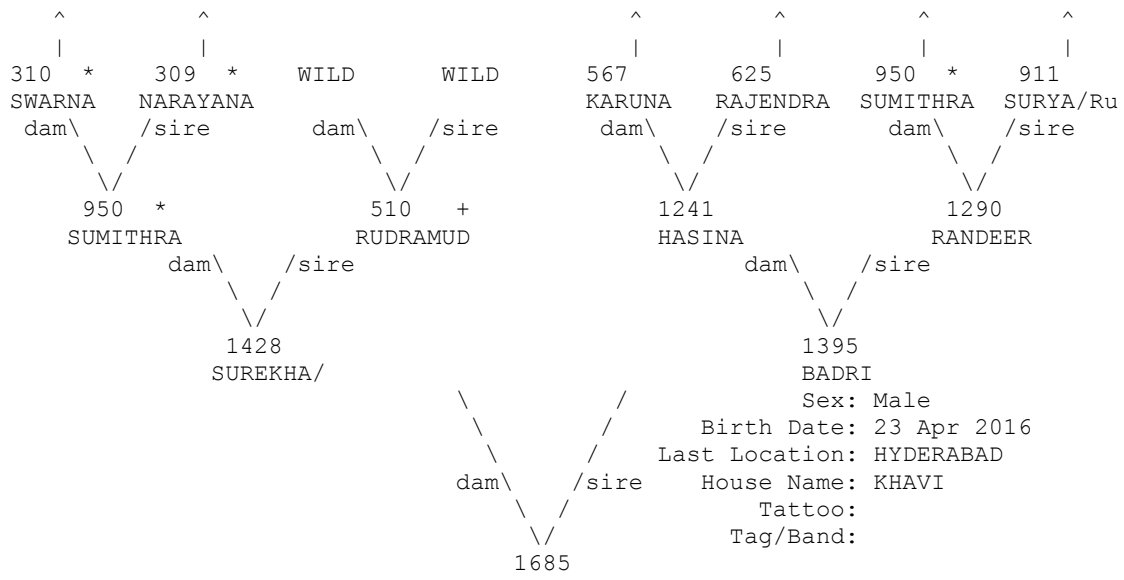 ^ ^ ^ ^ ^ ^
| | | | | |
310 * 309 * WILD WILD 567 625 950 * 911
SWARNA NARAYANA KARUNA RAJENDRA SUMITHRA SURYA/Ru
dam\ /sire dam\ /sire dam\ /sire dam\ /sire
\ / \ / \ / \ /
\/ \/ \/ \/
950 * 510 + 1241 1290
SUMITHRA RUDRAMUD HASINA RANDEER
dam\ /sire dam\ /sire
\ / \ /
\/ \/
1428 1395
SUREKHA/ BADRI
\ / Sex: Male
\ / Birth Date: 23 Apr 2016
\ / Last Location: HYDERABAD
dam\ /sire House Name: KHAVI
\ / Tattoo:
\/ Tag/Band:
1685